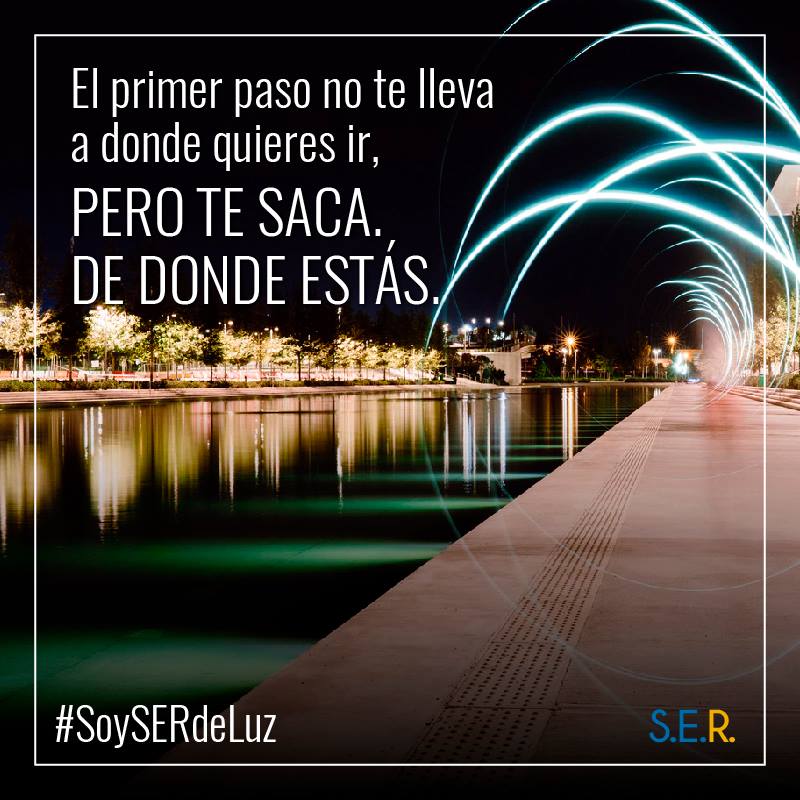 El primer paso no te lleva
a donde quieres ir,
PERO TE SACA.
DE DONDE ESTÁS.
#SoySERdeLuz
S.E.R.